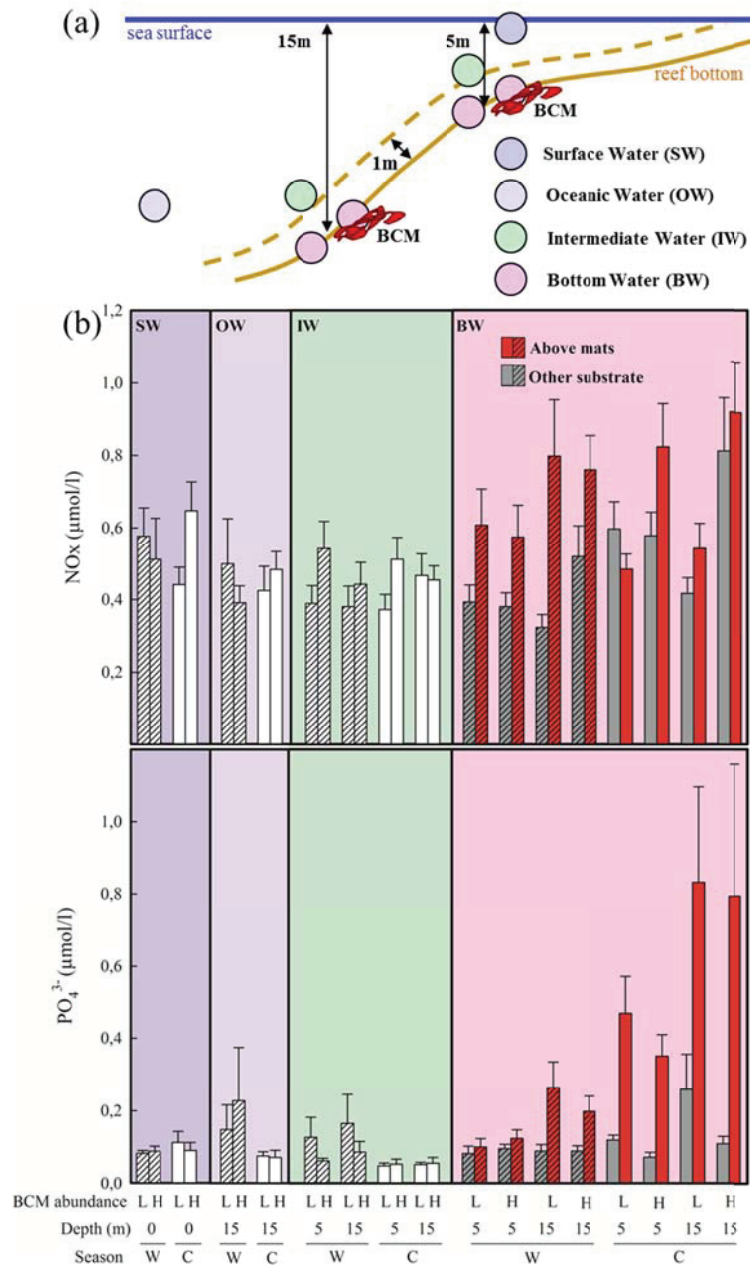 (a)
sea surface
15m
5m
reef bottom
BCM
1m
BCM
Surface Water (SW)
Oceanic Water (OW)
Intermediate Water (IW)
Bottom Water (BW)
(b)
1,2
1,0
0,8
0,6
0,4
0,2
NOx (µmol/l)
SW
OW
IW
BW
Above mats
Other substrate
1,0
0,8
0,6
0,4
0,2
0,0
PO₄³⁻ (µmol/l)
BCM abundance L H L H L H L H L H L H L H L H L H L H L H L H
Depth (m) 0 0 15 15 5 15 5 15 5 5 15 15 5 5 15 15
Season W C W C W C W C